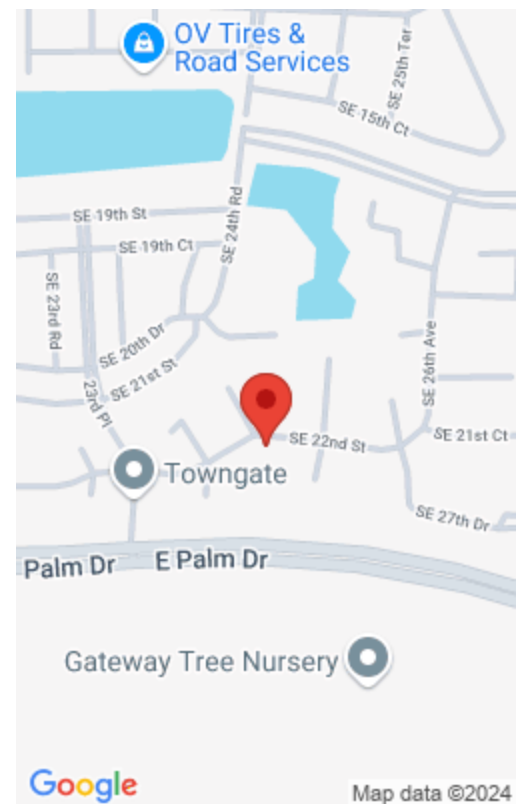 OV Tires &
Road Services
SE 25th Ter
SE 15th Ct
SE 19th St
SE 24th Rd
SE 19th Ct
SE 23rd Rd
SE 20th Dr
SE 26th Ave
SE 21st St
23rd Pl
SE 22nd St
SE 21st Ct
Towngate
SE 27th Dr
Palm Dr
E Palm Dr
Gateway Tree Nursery
Google
Map data ©2024